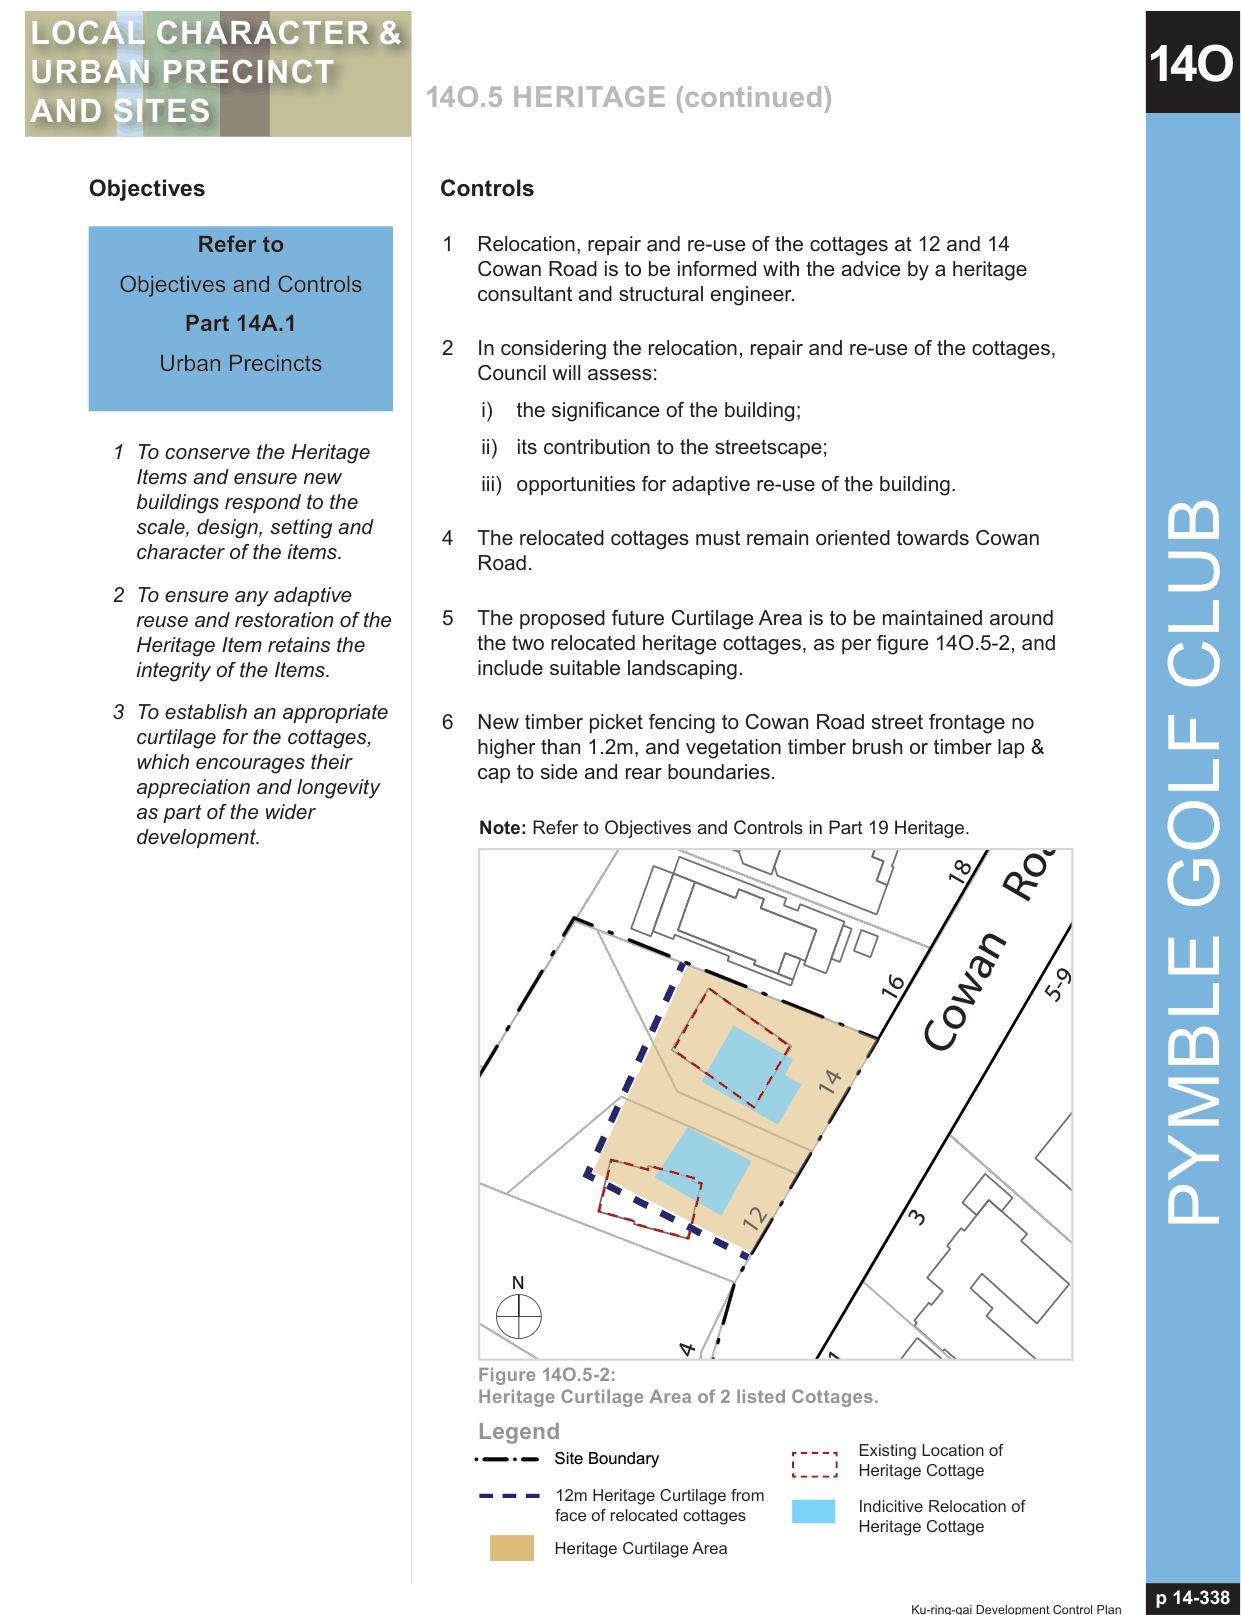 LOCAL CHARACTER &
URBAN PRECINCT
AND SITES
14O.5 HERITAGE (continued)
14O
Objectives
Refer to
Objectives and Controls
Part 14A.1
Urban Precincts
1 To conserve the Heritage
Items and ensure new
buildings respond to the
scale, design, setting and
character of the items.
2 To ensure any adaptive
reuse and restoration of the
Heritage Item retains the
integrity of the Items.
3 To establish an appropriate
curtilage for the cottages,
which encourages their
appreciation and longevity
as part of the wider
development.
Controls
1 Relocation, repair and re-use of the cottages at 12 and 14
Cowan Road is to be informed with the advice by a heritage
consultant and structural engineer.
2 In considering the relocation, repair and re-use of the cottages,
Council will assess:
i) the significance of the building;
ii) its contribution to the streetscape;
iii) opportunities for adaptive re-use of the building.
4 The relocated cottages must remain oriented towards Cowan
Road.
5 The proposed future Curtilage Area is to be maintained around
the two relocated heritage cottages, as per figure 14O.5-2, and
include suitable landscaping.
6 New timber picket fencing to Cowan Road street frontage no
higher than 1.2m, and vegetation timber brush or timber lap &
cap to side and rear boundaries.
Note: Refer to Objectives and Controls in Part 19 Heritage.
18
16
Cowan
5-9
14
12
3
N
4
1
Figure 14O.5-2:
Heritage Curtilage Area of 2 listed Cottages.
Legend
Site Boundary
12m Heritage Curtilage from
face of relocated cottages
Heritage Curtilage Area
Existing Location of
Heritage Cottage
Indicitive Relocation of
Heritage Cottage
PYMBLE GOLF CLUB
p 14-338
Ku-ring-gai Development Control Plan